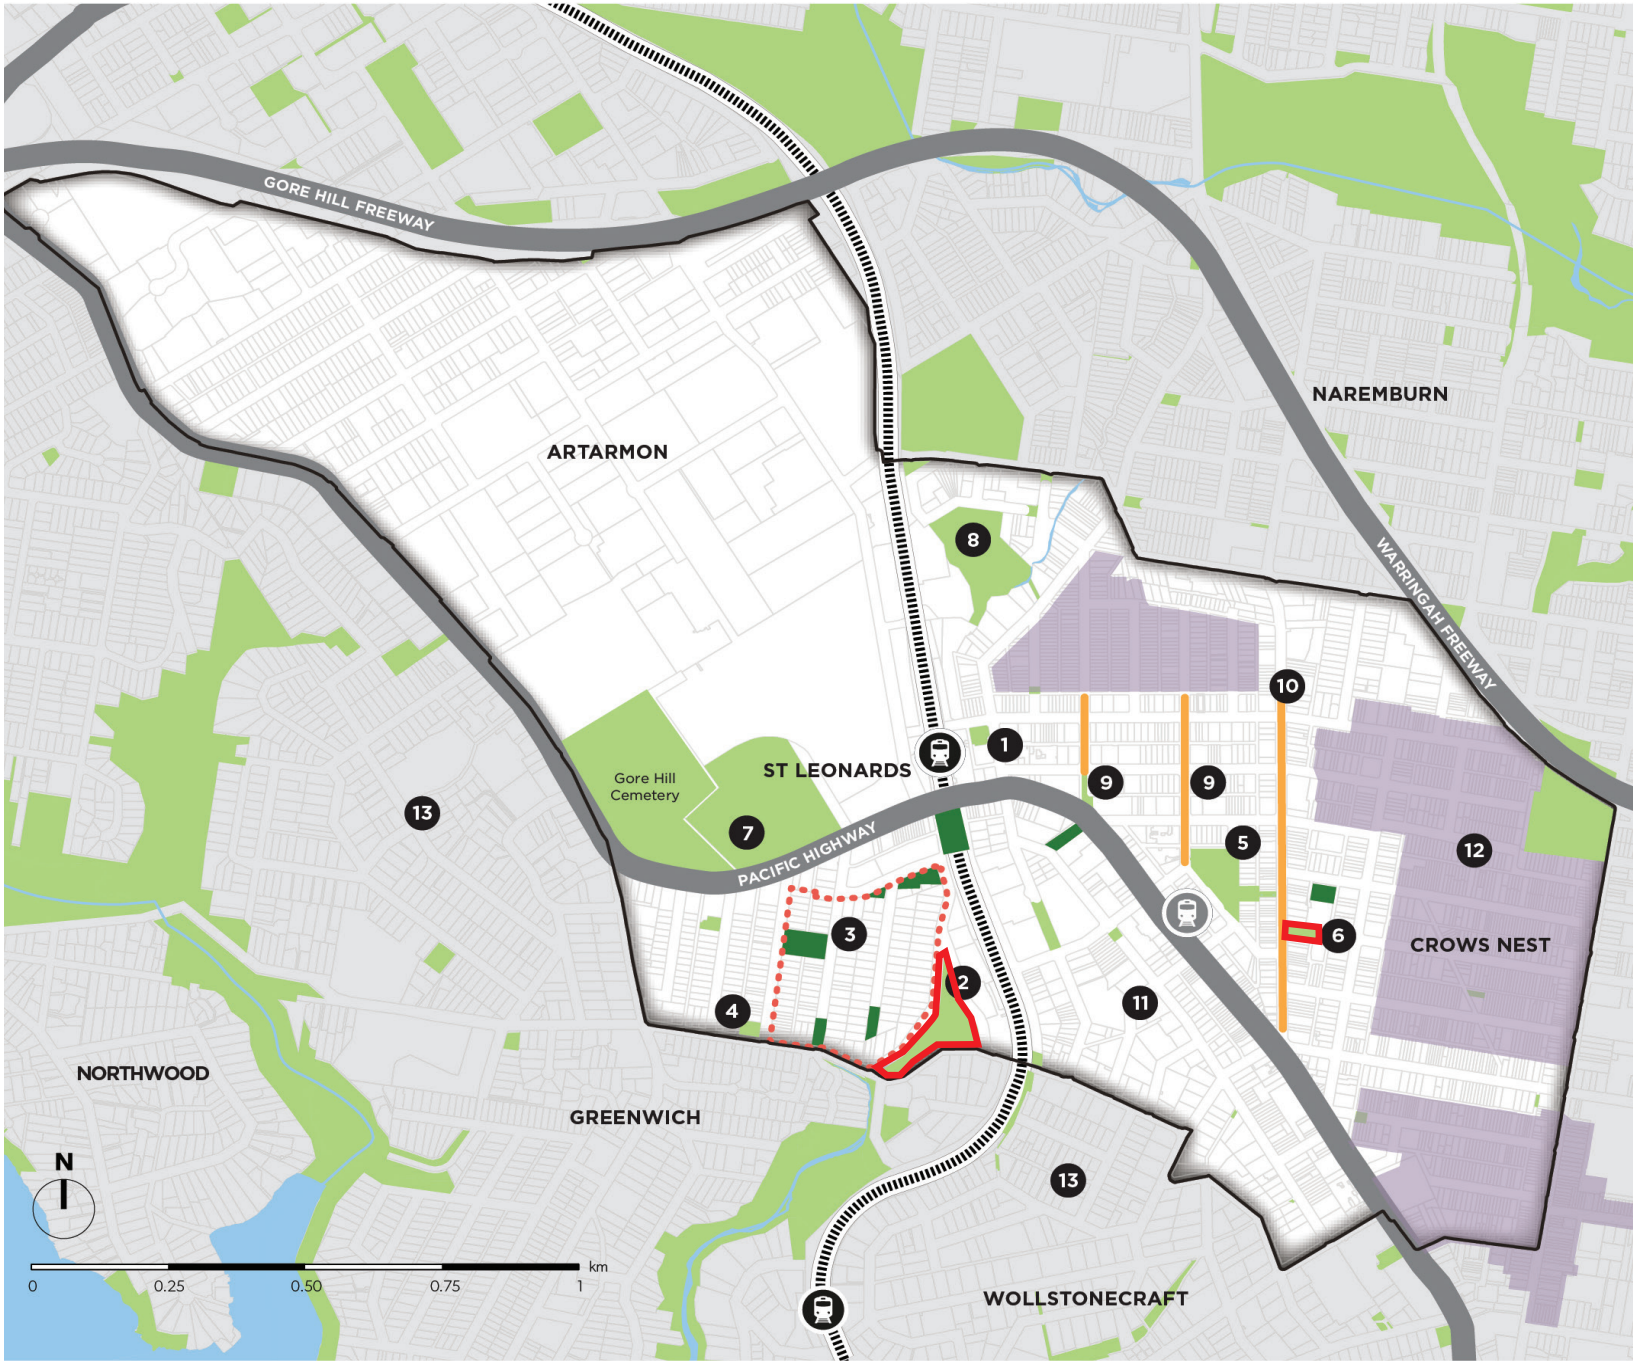 GORE HILL FREEWAY
NAREMBURN
ARTARMON
8
WARRINGAH FREEWAY
10
1
ST LEONARDS
Gore Hill
Cemetery
9
9
13
7
5
12
PACIFIC HIGHWAY
3
6
CROWS NEST
2
11
4
NORTHWOOD
GREENWICH
N
13
km
0
0.25
0.50
0.75
1
WOLLSTONECRAFT